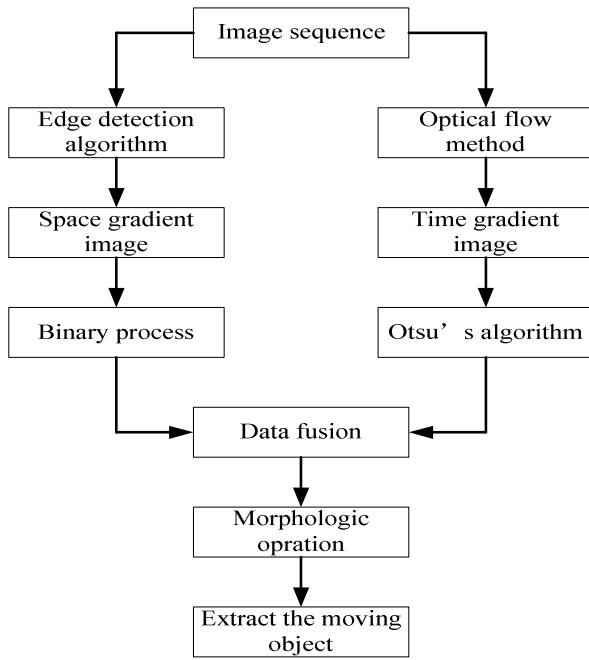 Image sequence
Edge detection
algorithm
Optical flow
method
Space gradient
image
Time gradient
image
Binary process
Otsu’s algorithm
Data fusion
Morphologic
opration
Extract the moving
object